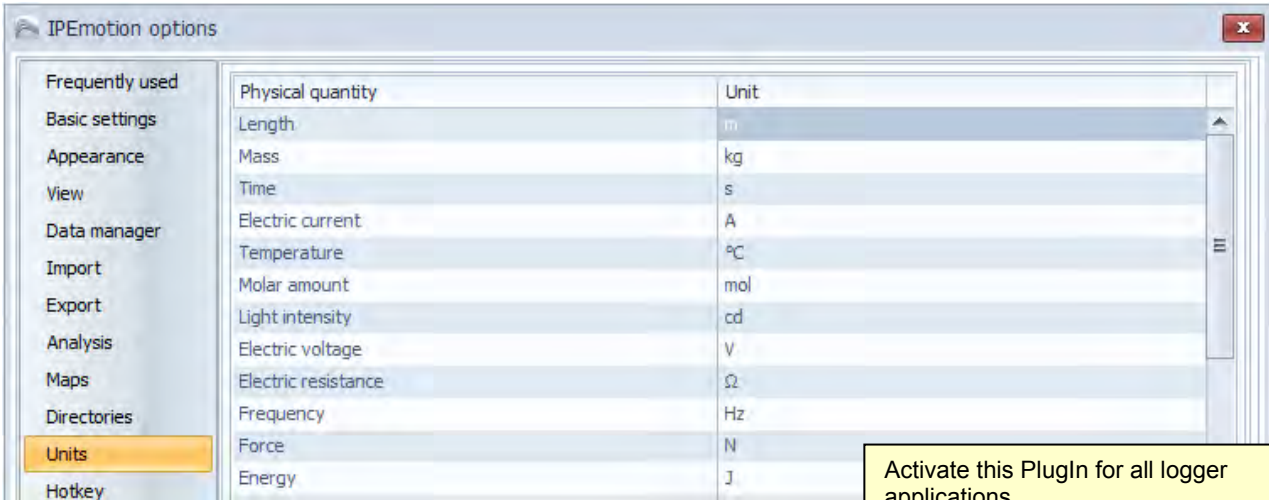 IPEmotion options
Frequently used
Basic settings
Appearance
View
Data manager
Import
Export
Analysis
Maps
Directories
Units
Hotkey
Physical quantity Unit
Length m
Mass kg
Time s
Electric current A
Temperature °C
Molar amount mol
Light intensity cd
Electric voltage V
Electric resistance Ω
Frequency Hz
Force N
Energy J
Activate this PlugIn for all logger
applications